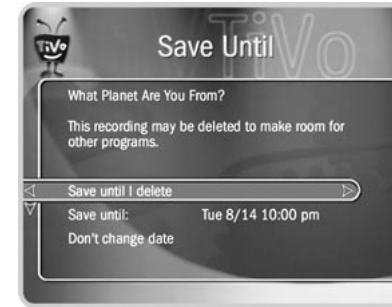 TiVo
Save Until
TiVo
What Planet Are You From?
This recording may be deleted to make room for
other programs.
Save until I delete
Save until: Tue 8/14 10:00 pm
Don't change date